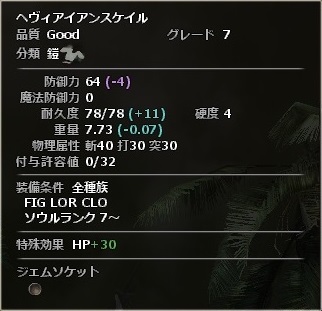 ヘヴィアイアンスケイル
品質 Good グレード 7
分類 鎧
防御力 64 (-4)
魔法防御力 0
耐久度 78/78 (+11) 硬度 4
重量 7.73 (-0.07)
物理属性 斬40 打30 突30
付与許容値 0/32
装備条件 全種族
FIG LOR CLO
ソウルランク 7～
特殊効果 HP+30
ジェムソケット